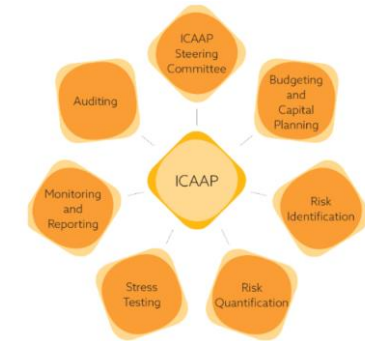 ICAAP
Steering
Committee
Budgeting
and
Capital
Planning
Risk
Identification
Risk
Quantification
Stress
Testing
Monitoring
and
Reporting
Auditing
ICAAP